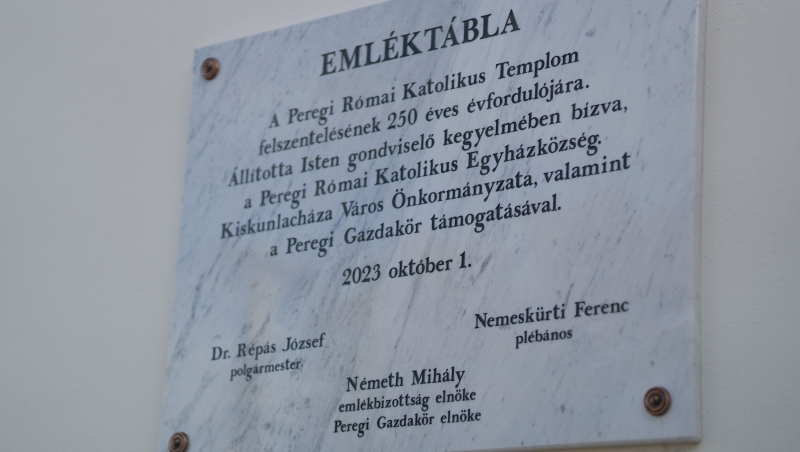 EMLÉKTÁBLA
A Peregi Római Katolikus Templom
felszentelésének 250 éves évfordulójára.
Állította Isten gondviselő kegyelmében bízva,
a Peregi Római Katolikus Egyházközség.
Kiskunlacháza Város Önkormányzata, valamint
a Peregi Gazdakör támogatásával.
2023 október 1.
Dr. Répás József
polgármester
Nemeskürti Ferenc
plébános
Németh Mihály
emlékbizottság elnöke
Peregi Gazdakör elnöke